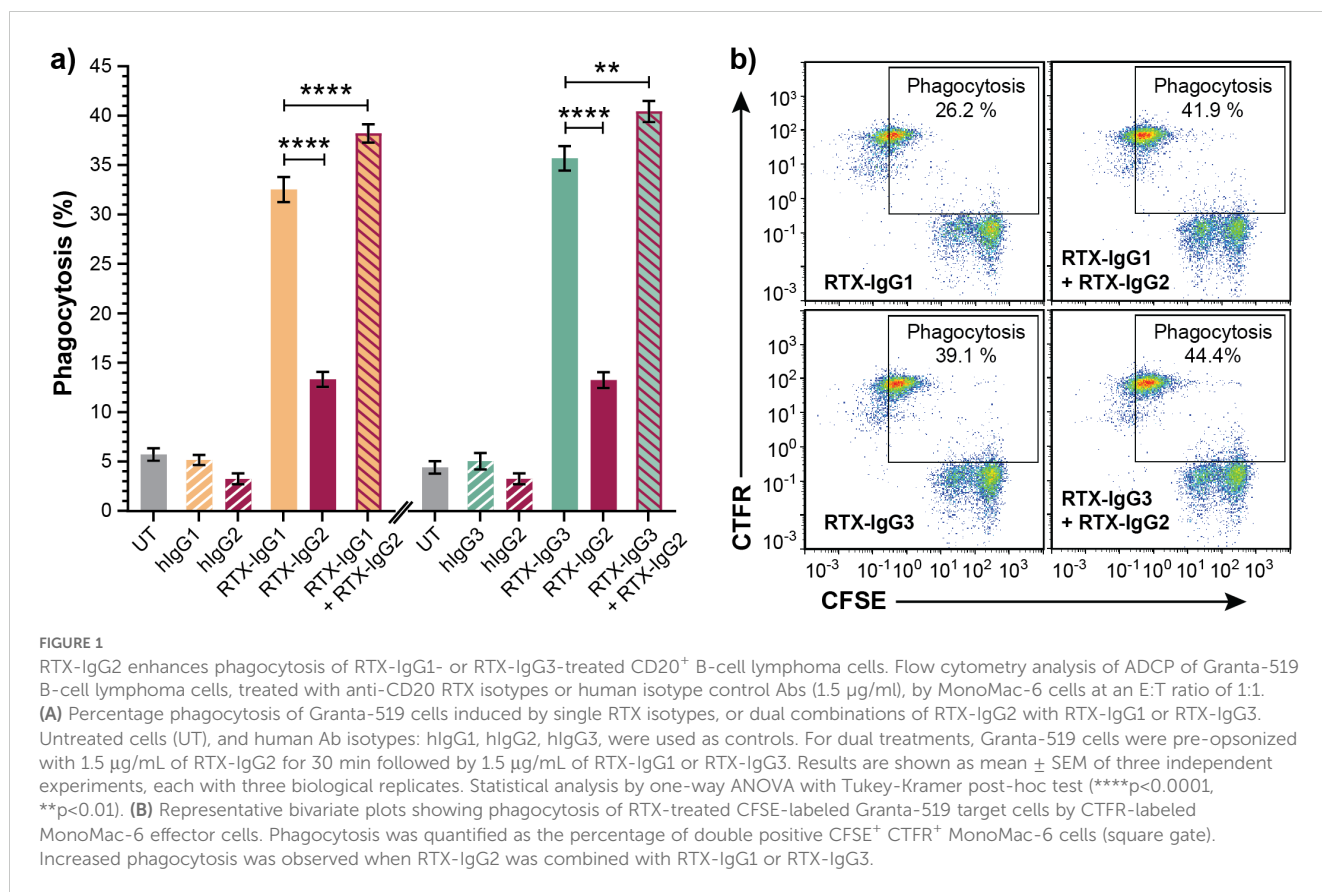 a)
45
40
35
30
25
20
15
10
5
0
Phagocytosis (%)
****
****
**
****
UT
hIgG1
hIgG2
RTX-IgG1
RTX-IgG2
RTX-IgG1
+ RTX-IgG2
UT
hIgG3
hIgG2
RTX-IgG3
RTX-IgG2
RTX-IgG3
+ RTX-IgG2
b)
Phagocytosis
26.2 %
RTX-IgG1
Phagocytosis
41.9 %
RTX-IgG1
+ RTX-IgG2
Phagocytosis
39.1 %
RTX-IgG3
Phagocytosis
44.4%
RTX-IgG3
+ RTX-IgG2
10³
10²
10¹
10⁰
10⁻¹
10⁻³
10³
10²
10¹
10⁰
10⁻¹
10⁻³
CTFR
10⁻³ 10⁻¹ 10⁰ 10¹ 10² 10³
10⁻³ 10⁻¹ 10⁰ 10¹ 10² 10³
CFSE
FIGURE 1
RTX-IgG2 enhances phagocytosis of RTX-IgG1- or RTX-IgG3-treated CD20⁺ B-cell lymphoma cells. Flow cytometry analysis of ADCP of Granta-519
B-cell lymphoma cells, treated with anti-CD20 RTX isotypes or human isotype control Abs (1.5 µg/ml), by MonoMac-6 cells at an E:T ratio of 1:1.
(A) Percentage phagocytosis of Granta-519 cells induced by single RTX isotypes, or dual combinations of RTX-IgG2 with RTX-IgG1 or RTX-IgG3.
Untreated cells (UT), and human Ab isotypes: hIgG1, hIgG2, hIgG3, were used as controls. For dual treatments, Granta-519 cells were pre-opsonized
with 1.5 µg/mL of RTX-IgG2 for 30 min followed by 1.5 µg/mL of RTX-IgG1 or RTX-IgG3. Results are shown as mean ± SEM of three independent
experiments, each with three biological replicates. Statistical analysis by one-way ANOVA with Tukey-Kramer post-hoc test (****p<0.0001,
**p<0.01). (B) Representative bivariate plots showing phagocytosis of RTX-treated CFSE-labeled Granta-519 target cells by CTFR-labeled
MonoMac-6 effector cells. Phagocytosis was quantified as the percentage of double positive CFSE⁺ CTFR⁺ MonoMac-6 cells (square gate).
Increased phagocytosis was observed when RTX-IgG2 was combined with RTX-IgG1 or RTX-IgG3.